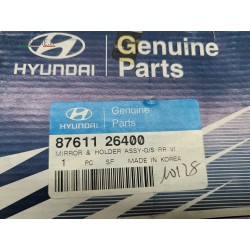 HYUNDAI
Genuine
Parts
HYUNDAI
Genuine
Parts
87611 26400
MIRROR & HOLDER ASSY-O/S RR VI
1 PC SF MADE IN KOREA
10128